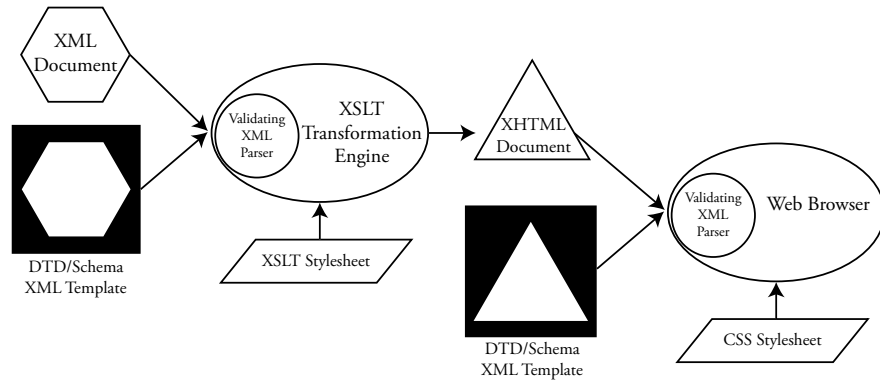 XML
Document
DTD/Schema
XML Template
Validating
XML
Parser
XSLT
Transformation
Engine
XSLT Stylesheet
XHTML
Document
DTD/Schema
XML Template
Validating
XML
Parser
Web Browser
CSS Stylesheet